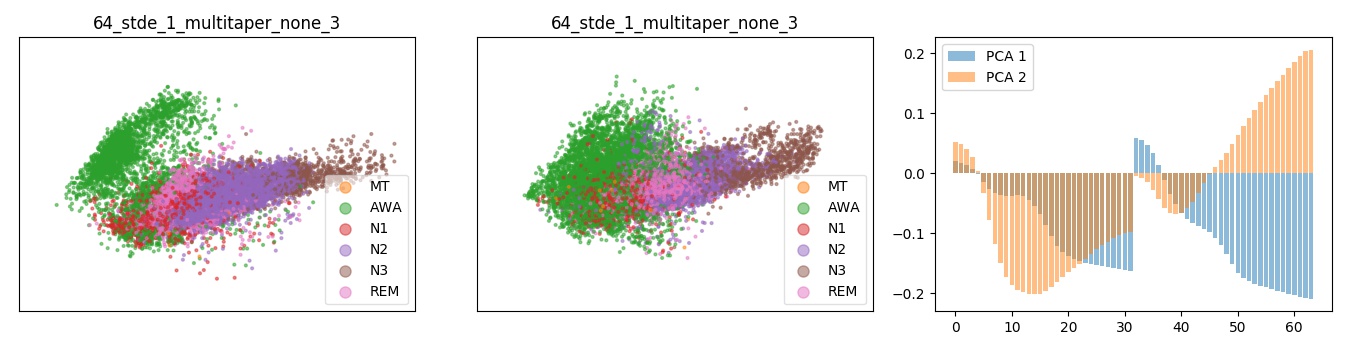 64_stde_1_multitaper_none_3
MT
AWA
N1
N2
N3
REM
64_stde_1_multitaper_none_3
MT
AWA
N1
N2
N3
REM
PCA 1
PCA 2
0.2
0.1
0.0
−0.1
−0.2
0 10 20 30 40 50 60